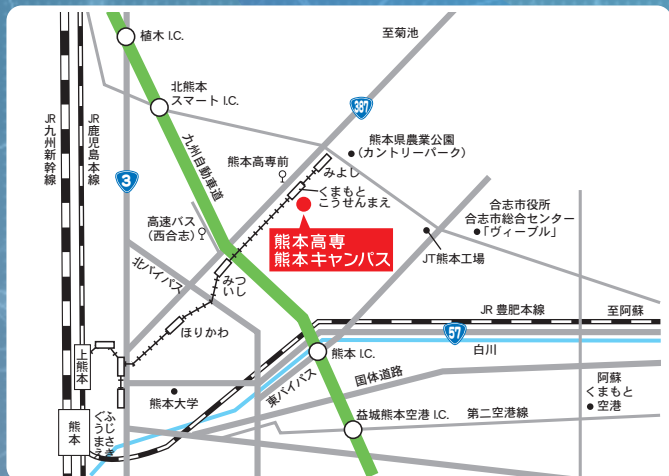 植木 I.C.
至菊池
北熊本
スマート I.C.
387
JR九州新幹線
JR鹿児島本線
九州自動車道
熊本県農業公園
(カントリーパーク)
熊本高専前
みよし
3
くまもと
こうせんまえ
合志市役所
合志市総合センター
「ヴィーブル」
高速バス
(西合志)
熊本高専
熊本キャンパス
JT熊本工場
北バイパス
みつ
いし
JR 豊肥本線
至阿蘇
57
ほりかわ
白川
熊本 I.C.
上熊本
東バイパス
国体道路
阿蘇
くまもと
空港
熊本大学
熊本
ふじさき
ぐうまえ
益城熊本空港 I.C.
第二空港線